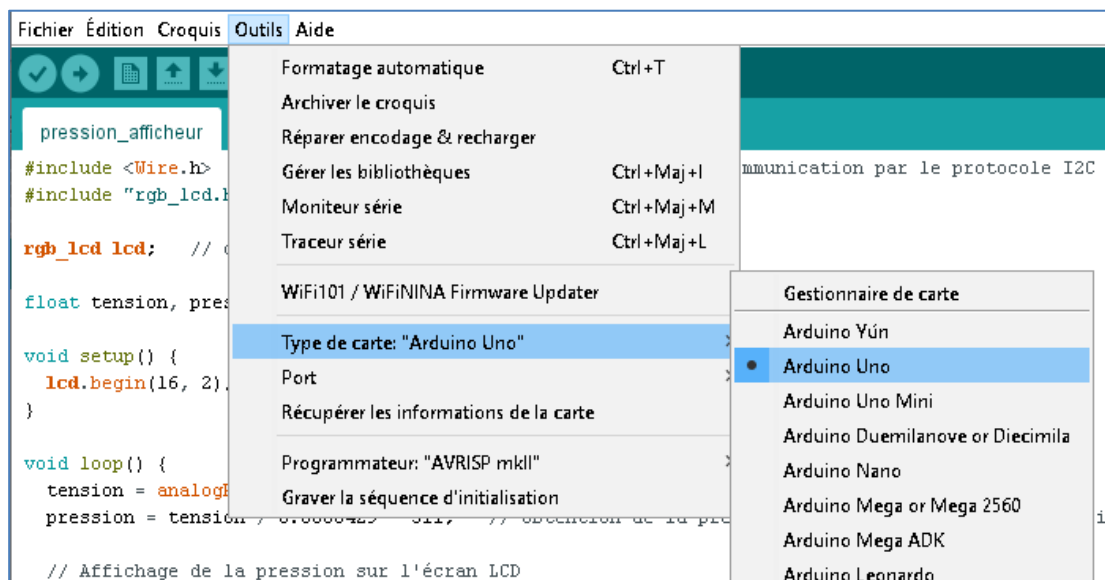 Fichier Édition Croquis Outils Aide
Formatage automatique Ctrl+T
Archiver le croquis
pression_afficheur
Réparer encodage & recharger
#include <Wire.h>
Gérer les bibliothèques Ctrl+Maj+I
mmunication par le protocole I2C
#include "rgb_lcd.h
Moniteur série Ctrl+Maj+M
Traceur série Ctrl+Maj+L
rgb_lcd lcd; //
WiFi101 / WiFiNINA Firmware Updater
Gestionnaire de carte
float tension, pres
Arduino Yún
Type de carte: "Arduino Uno"
void setup() {
Arduino Uno
lcd.begin(16, 2)
Port
Arduino Uno Mini
}
Récupérer les informations de la carte
Arduino Duemilanove or Diecimila
void loop() {
Programmateur: "AVRISP mkII"
Arduino Nano
tension = analogR
Graver la séquence d'initialisation
Arduino Mega or Mega 2560
pression = tension /
Arduino Mega ADK
// Affichage de la pression sur l'écran LCD
Arduino Leonardo